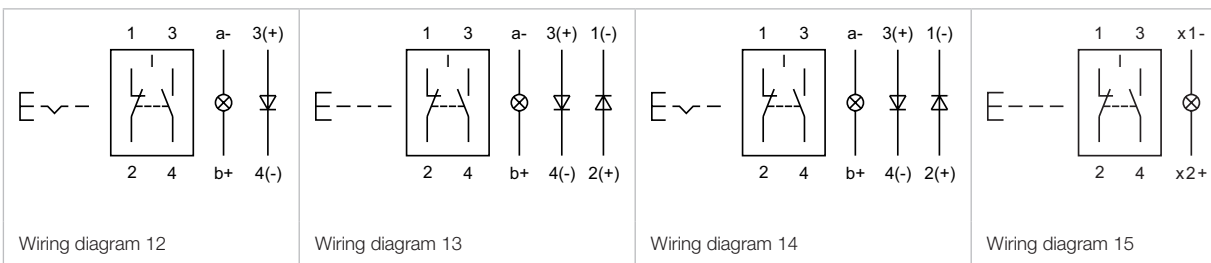 1 3 a- 3(+)
2 4 b+ 4(-)
Wiring diagram 12
1 3 a- 3(+) 1(-)
2 4 b+ 4(-) 2(+)
Wiring diagram 13
1 3 a- 3(+) 1(-)
2 4 b+ 4(-) 2(+)
Wiring diagram 14
1 3 x1-
2 4 x2+
Wiring diagram 15